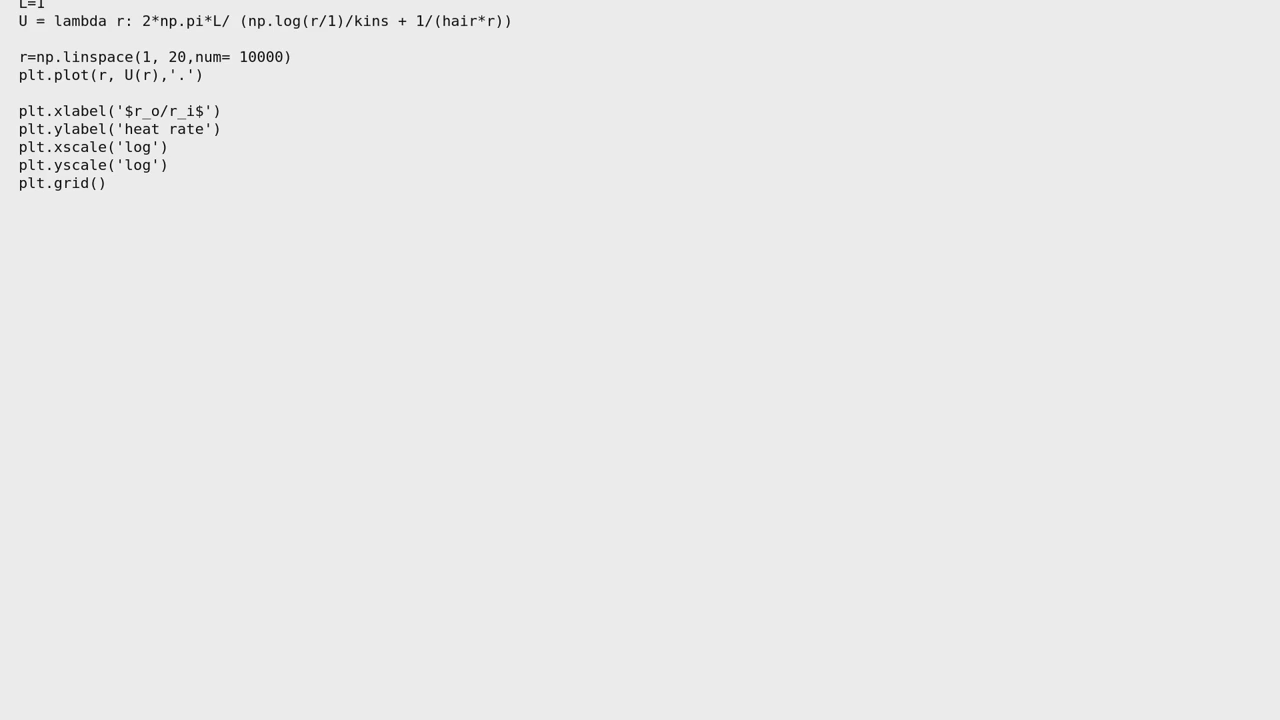 L=1
U = lambda r: 2*np.pi*L/ (np.log(r/1)/kins + 1/(hair*r))
r=np.linspace(1, 20,num= 10000)
plt.plot(r, U(r),'.')
plt.xlabel('$r_o/r_i$')
plt.ylabel('heat rate')
plt.xscale('log')
plt.yscale('log')
plt.grid()